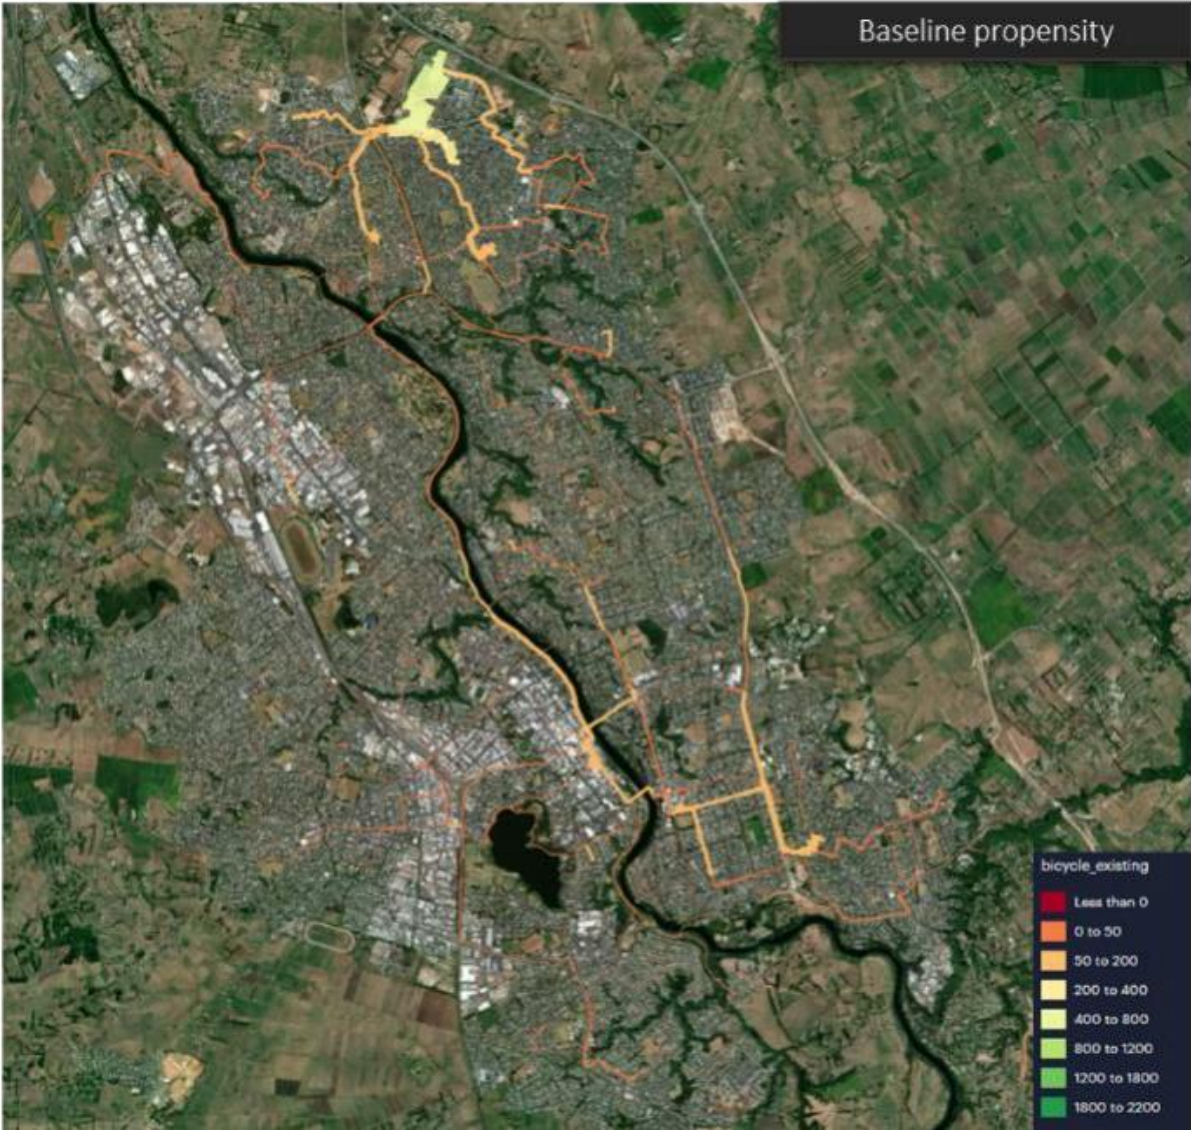 Baseline propensity
bicycle_existing
Less than 0
0 to 50
50 to 200
200 to 400
400 to 800
800 to 1200
1200 to 1800
1800 to 2200